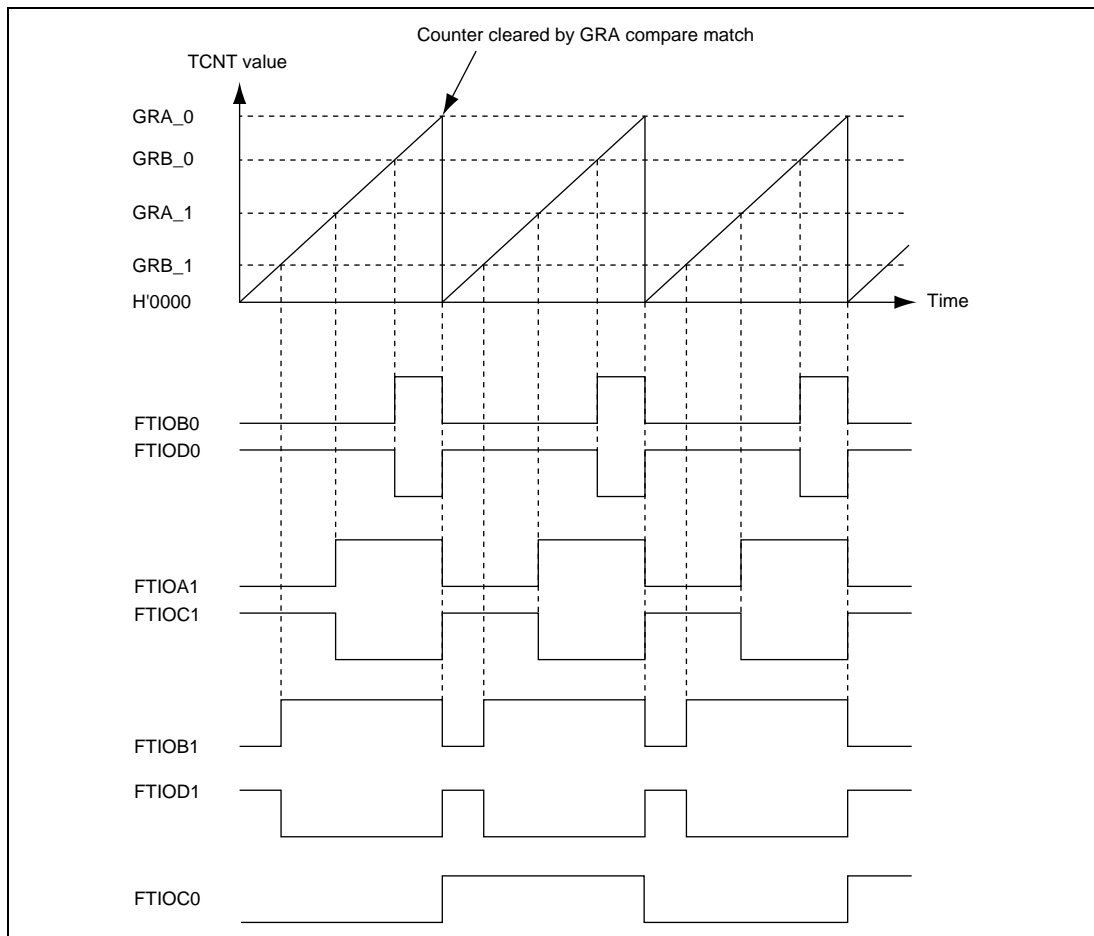 Counter cleared by GRA compare match
TCNT value
GRA_0
GRB_0
GRA_1
GRB_1
H'0000
Time
FTIOB0
FTIOD0
FTIOA1
FTIOC1
FTIOB1
FTIOD1
FTIOC0